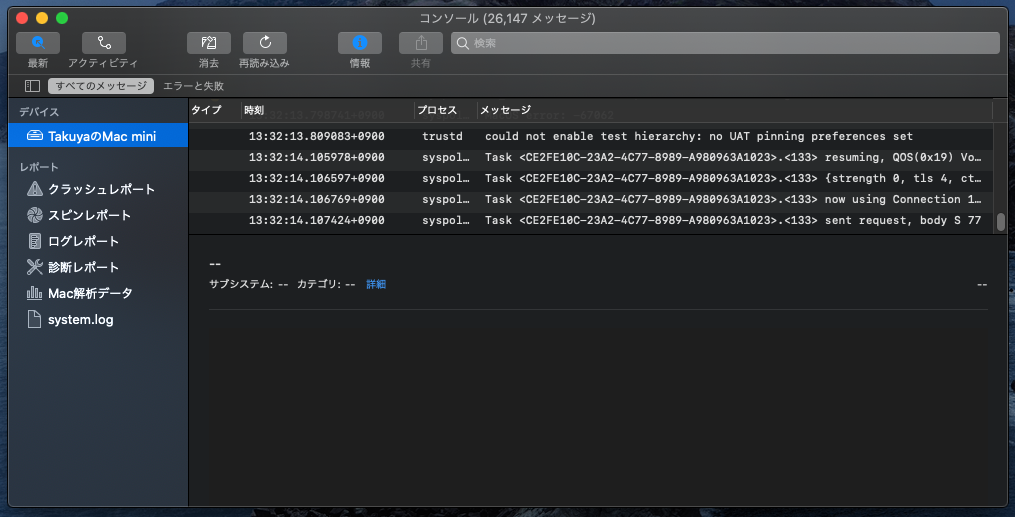 コンソール (26,147 メッセージ)
最新 アクティビティ 消去 再読み込み 情報 共有 検索
すべてのメッセージ エラーと失敗
デバイス
TakuyaのMac mini
レポート
クラッシュレポート
スピンレポート
ログレポート
診断レポート
Mac解析データ
system.log
タイプ 時刻 プロセス メッセージ
13:32:13.809083+0900 trustd could not enable test hierarchy: no UAT pinning preferences set
13:32:14.105978+0900 syspol… Task <CE2FE10C-23A2-4C77-8989-A980963A1023>.<133> resuming, QOS(0x19) Vo…
13:32:14.106597+0900 syspol… Task <CE2FE10C-23A2-4C77-8989-A980963A1023>.<133> {strength 0, tls 4, ct…
13:32:14.106769+0900 syspol… Task <CE2FE10C-23A2-4C77-8989-A980963A1023>.<133> now using Connection 1…
13:32:14.107424+0900 syspol… Task <CE2FE10C-23A2-4C77-8989-A980963A1023>.<133> sent request, body S 77
--
サブシステム: -- カテゴリ: -- 詳細 --